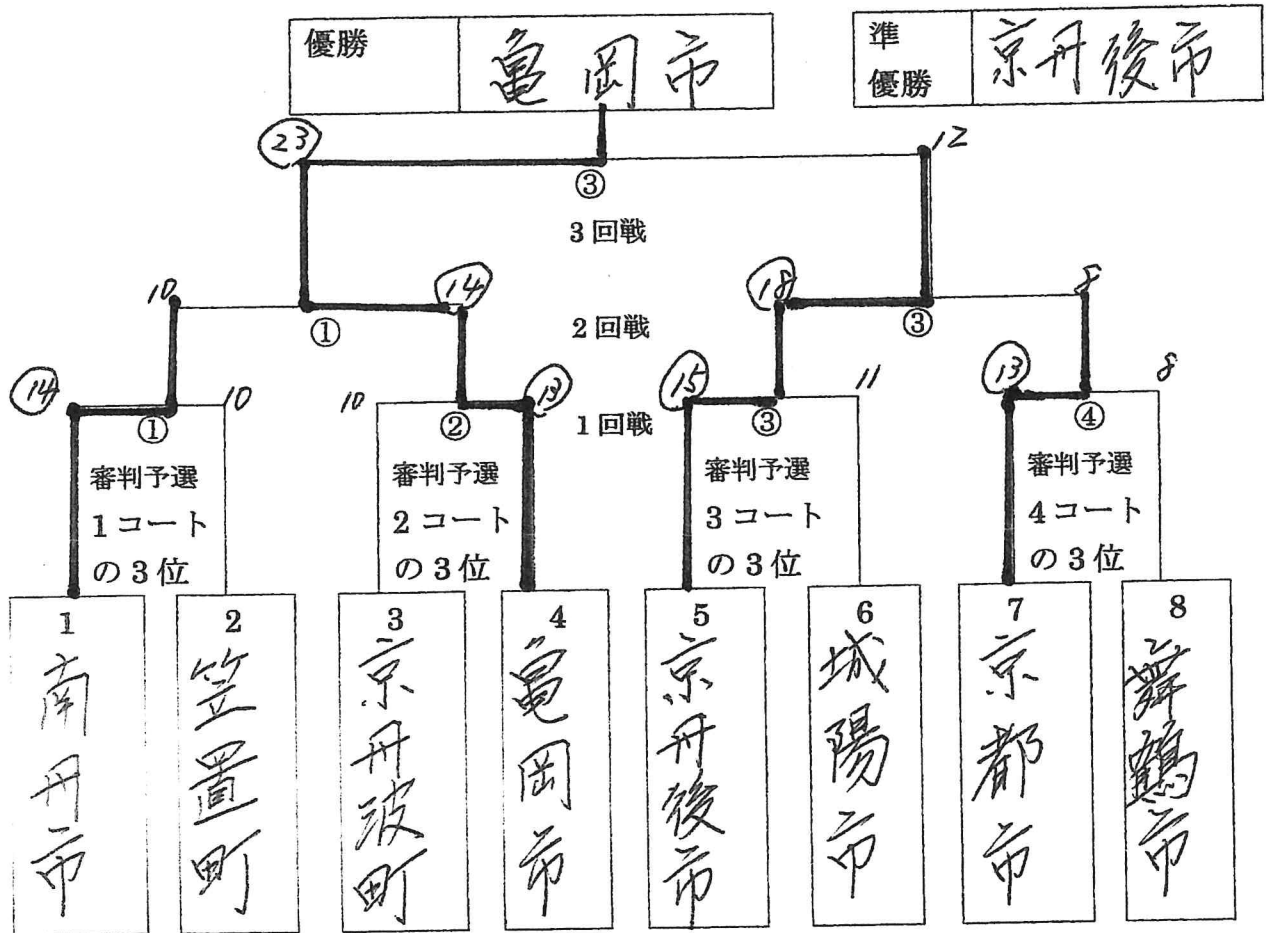 優勝 亀岡市
準優勝 京丹後市
㉓ 12
③
3回戦
10 ⑭ ⑱ 8
① 2回戦 ③
⑭ 10 10 ⑬ ⑮ 11 ⑬ 8
① ② 1回戦 ③ ④
審判予選 審判予選 審判予選 審判予選
1コート 2コート 3コート 4コート
の3位 の3位 の3位 の3位
1 2 3 4 5 6 7 8
南丹市
笠置町
京丹波町
亀岡市
京丹後市
城陽市
京都市
舞鶴市